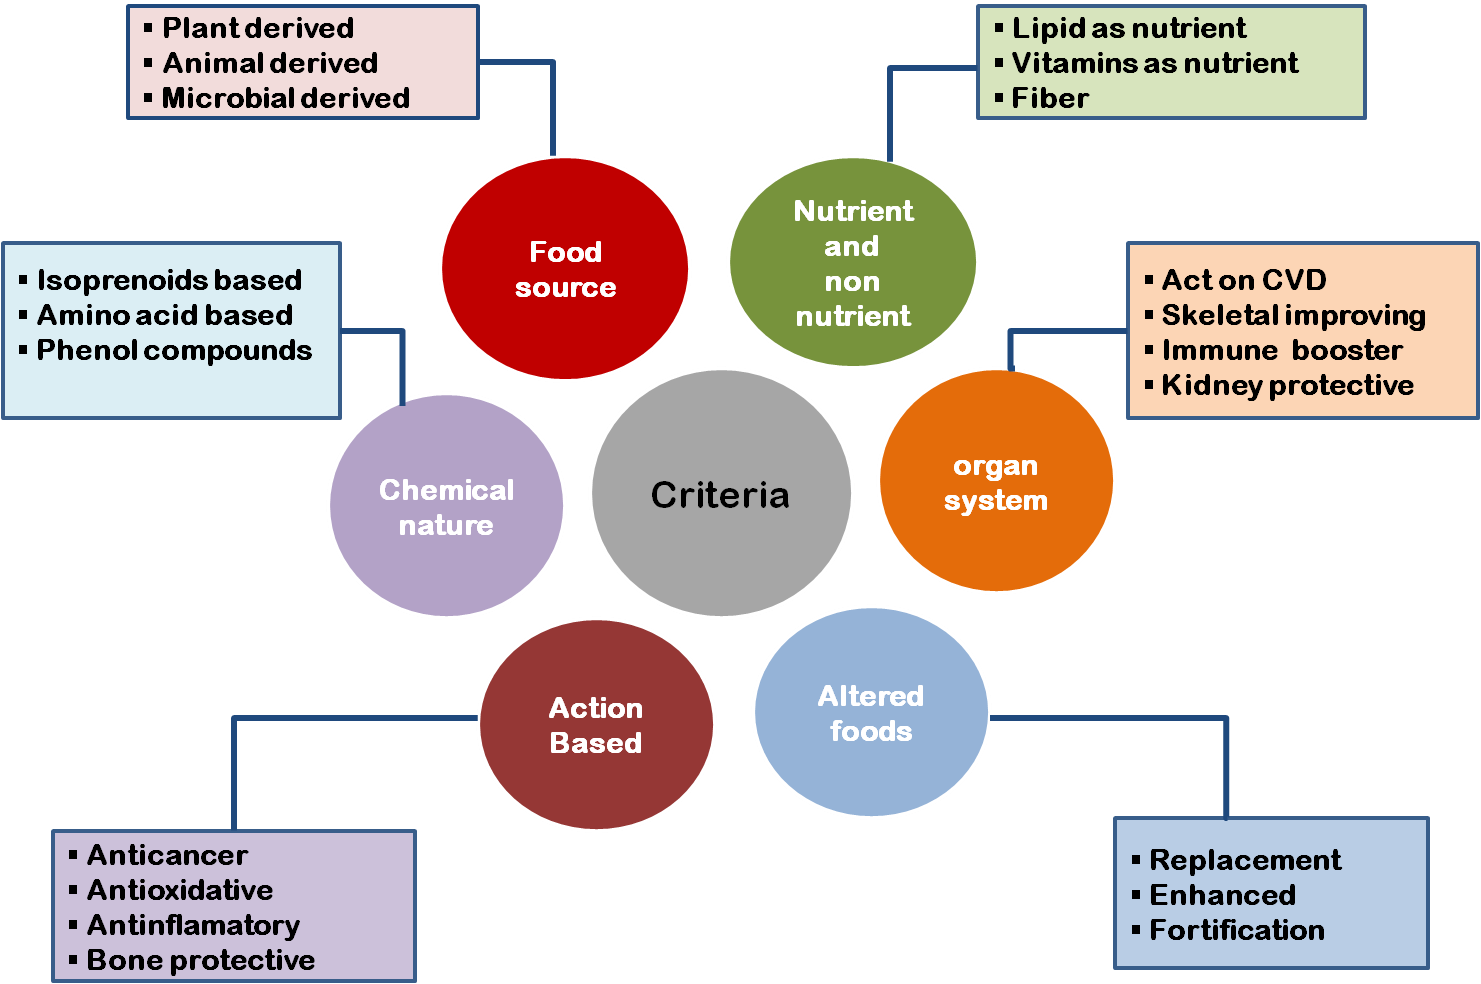 ▪ Plant derived
▪ Animal derived
▪ Microbial derived
▪ Lipid as nutrient
▪ Vitamins as nutrient
▪ Fiber
Food
source
Nutrient
and
non
nutrient
▪ Isoprenoids based
▪ Amino acid based
▪ Phenol compounds
▪ Act on CVD
▪ Skeletal improving
▪ Immune booster
▪ Kidney protective
Chemical
nature
Criteria
organ
system
Action
Based
Altered
foods
▪ Anticancer
▪ Antioxidative
▪ Antinflamatory
▪ Bone protective
▪ Replacement
▪ Enhanced
▪ Fortification